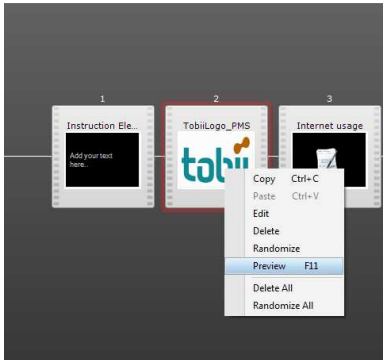 1 2 3
Instruction Ele... TobiiLogo_PMS Internet usage
Add your text
here..
tobii
Copy Ctrl+C
Paste Ctrl+V
Edit
Delete
Randomize
Preview F11
Delete All
Randomize All